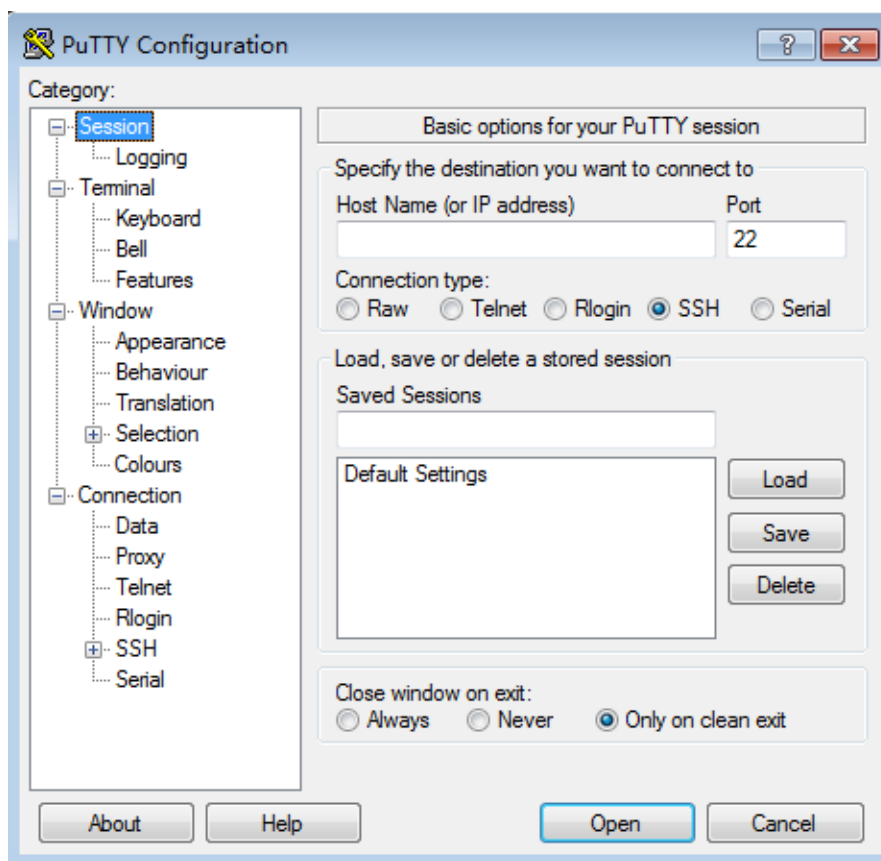 PuTTY Configuration
Category:
Session
Logging
Terminal
Keyboard
Bell
Features
Window
Appearance
Behaviour
Translation
Selection
Colours
Connection
Data
Proxy
Telnet
Rlogin
SSH
Serial
Basic options for your PuTTY session
Specify the destination you want to connect to
Host Name (or IP address) Port
22
Connection type:
Raw Telnet Rlogin SSH Serial
Load, save or delete a stored session
Saved Sessions
Default Settings
Load
Save
Delete
Close window on exit:
Always Never Only on clean exit
About Help Open Cancel